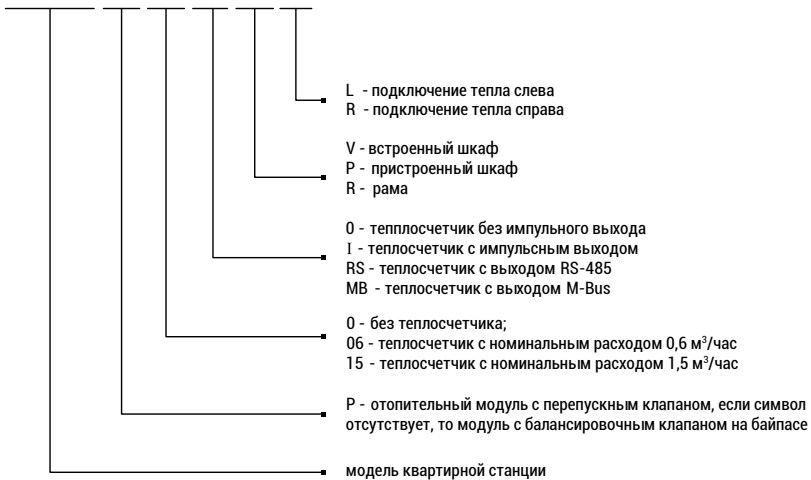 L - подключение тепла слева
R - подключение тепла справа
V - встроенный шкаф
P - пристроенный шкаф
R - рама
0 - тепплосчетчик без импульного выхода
I - теплосчетчик с импульсным выходом
RS - теплосчетчик с выходом RS-485
MB - теплосчетчик с выходом M-Bus
0 - без теплосчетчика;
06 - теплосчетчик с номинальным расходом 0,6 м³/час
15 - теплосчетчик с номинальным расходом 1,5 м³/час
P - отопительный модуль с перепускным клапаном, если символ
отсутствует, то модуль с балансировочным клапаном на байпасе
модель квартирной станции